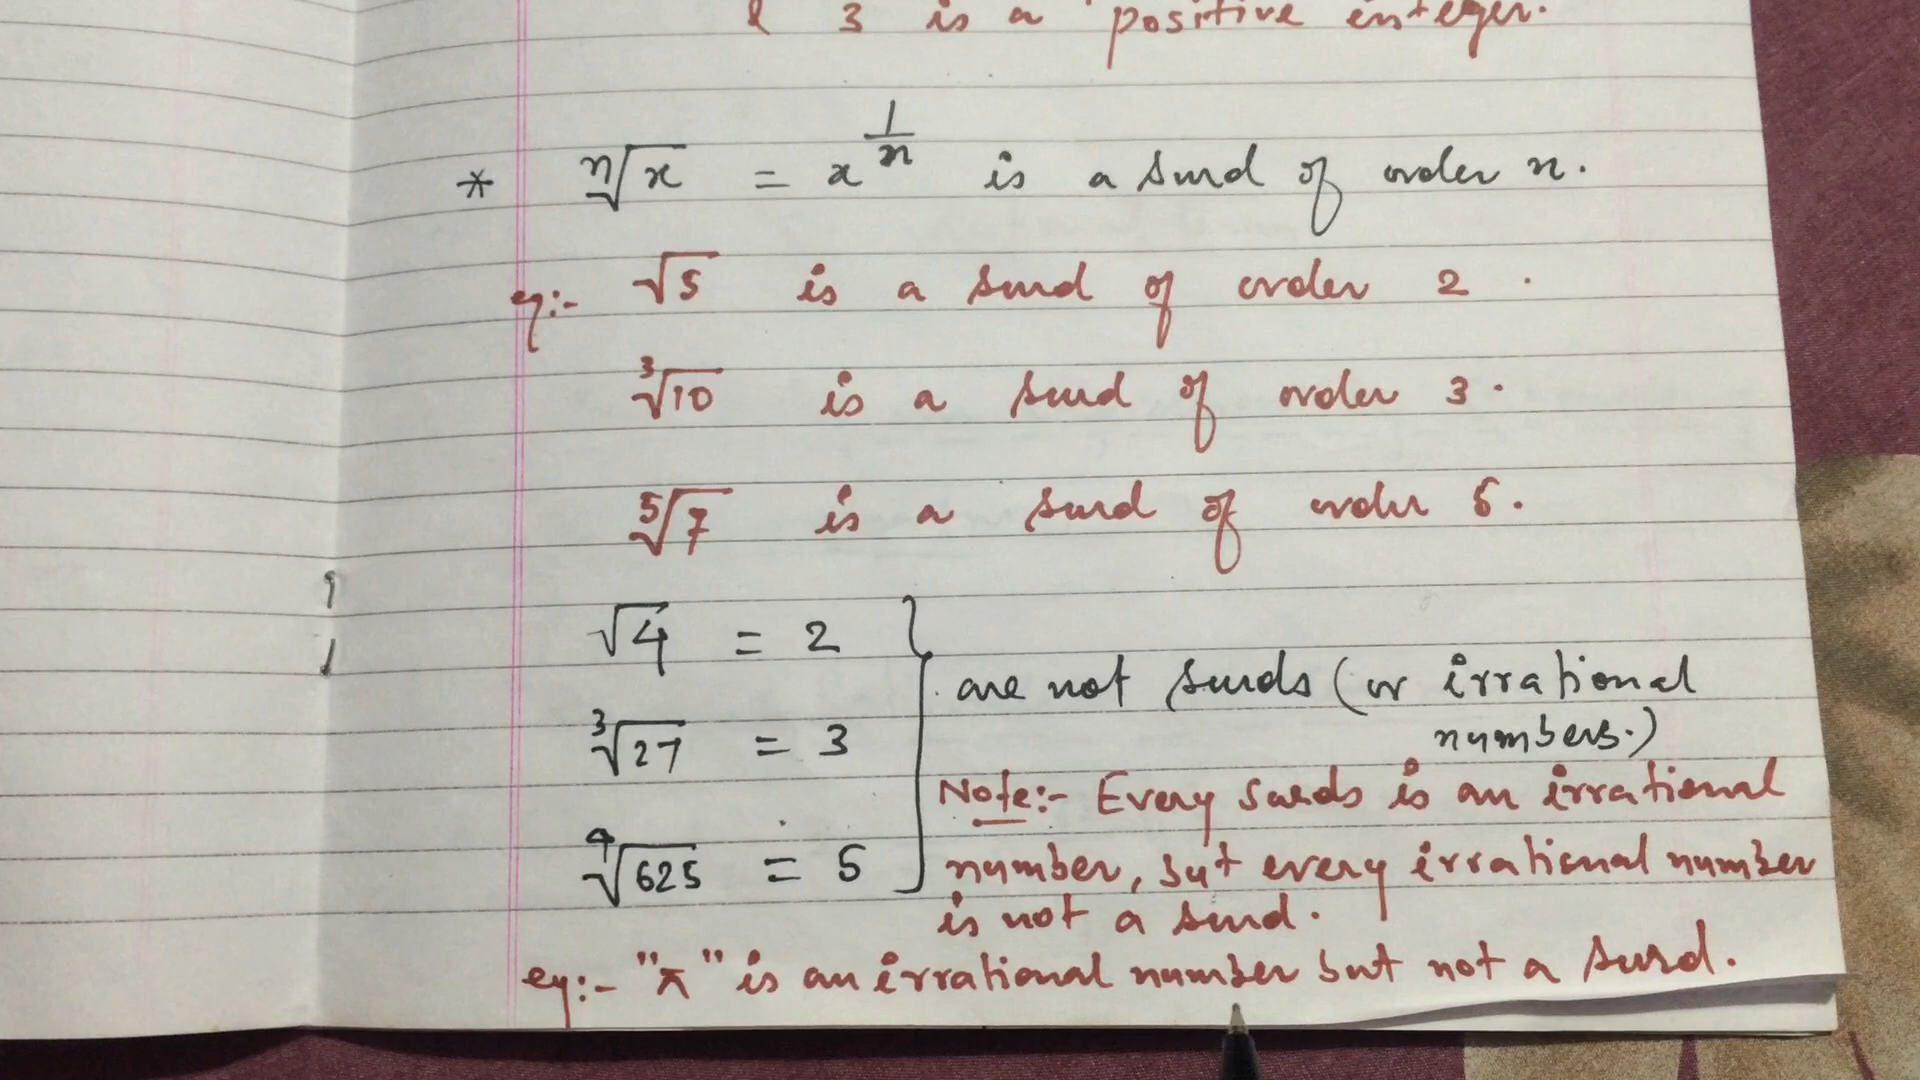 & 3 is a positive integer.
* ⁿ√x = x^(1/n) is a surd of order n.
eg:- √5 is a surd of order 2.
³√10 is a surd of order 3.
⁵√7 is a surd of order 5.
√4 = 2
are not surds (or irrational
numbers.)
³√27 = 3
Note:- Every surds is an irrational
⁴√625 = 5
number, but every irrational number
is not a surd.
eg:- "π" is an irrational number but not a surd.